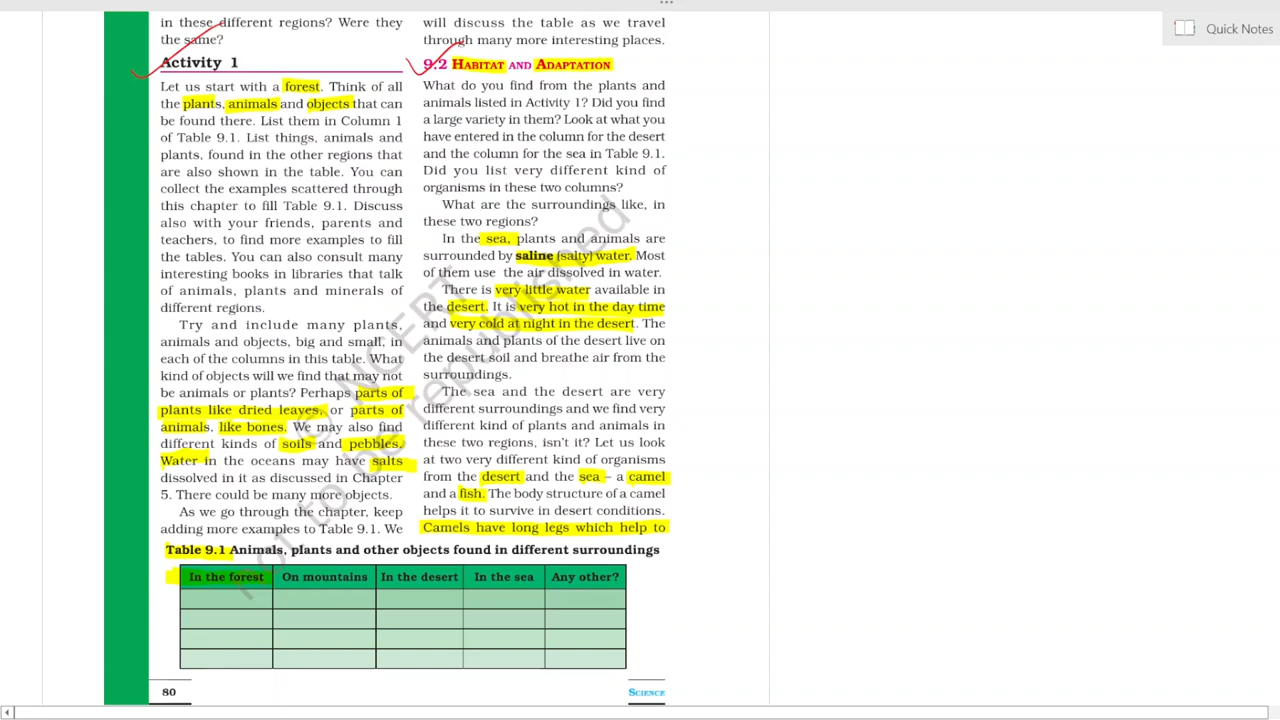 Quick Notes
in these different regions? Were they
the same?
Activity 1
Let us start with a forest. Think of all
the plants, animals and objects that can
be found there. List them in Column 1
of Table 9.1. List things, animals and
plants, found in the other regions that
are also shown in the table. You can
collect the examples scattered through
this chapter to fill Table 9.1. Discuss
also with your friends, parents and
teachers, to find more examples to fill
the tables. You can also consult many
interesting books in libraries that talk
of animals, plants and minerals of
different regions.
Try and include many plants,
animals and objects, big and small, in
each of the columns in this table. What
kind of objects will we find that may not
be animals or plants? Perhaps parts of
plants like dried leaves, or parts of
animals, like bones. We may also find
different kinds of soils and pebbles.
Water in the oceans may have salts
dissolved in it as discussed in Chapter
5. There could be many more objects.
As we go through the chapter, keep
adding more examples to Table 9.1. We
will discuss the table as we travel
through many more interesting places.
9.2 HABITAT AND ADAPTATION
What do you find from the plants and
animals listed in Activity 1? Did you find
a large variety in them? Look at what you
have entered in the column for the desert
and the column for the sea in Table 9.1.
Did you list very different kind of
organisms in these two columns?
What are the surroundings like, in
these two regions?
In the sea, plants and animals are
surrounded by saline (salty) water. Most
of them use the air dissolved in water.
There is very little water available in
the desert. It is very hot in the day time
and very cold at night in the desert. The
animals and plants of the desert live on
the desert soil and breathe air from the
surroundings.
The sea and the desert are very
different surroundings and we find very
different kind of plants and animals in
these two regions, isn't it? Let us look
at two very different kind of organisms
from the desert and the sea – a camel
and a fish. The body structure of a camel
helps it to survive in desert conditions.
Camels have long legs which help to
Table 9.1 Animals, plants and other objects found in different surroundings
In the forest On mountains In the desert In the sea Any other?
80
SCIENCE
© NCERT
not to be republished